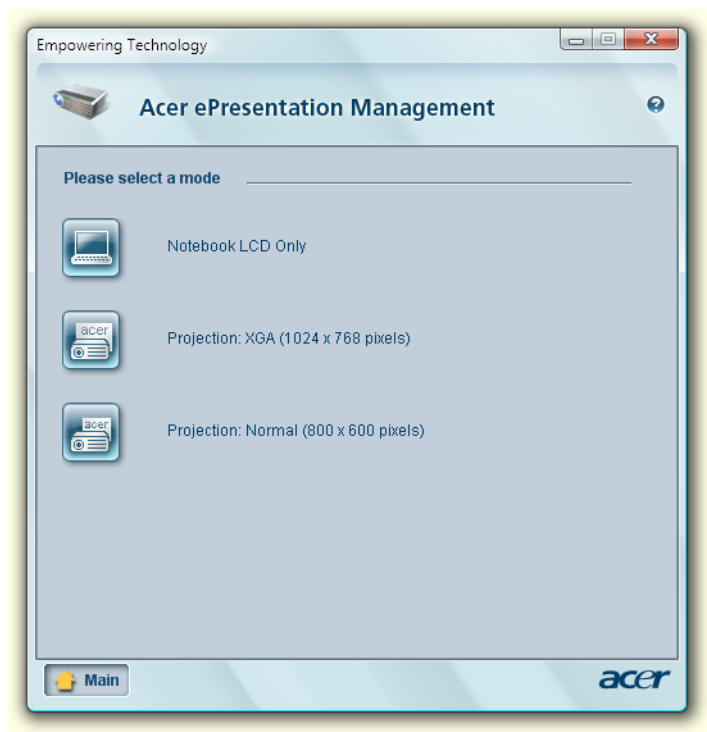 Empowering Technology
Acer ePresentation Management
Please select a mode
Notebook LCD Only
acer
Projection: XGA (1024 x 768 pixels)
acer
Projection: Normal (800 x 600 pixels)
Main
acer